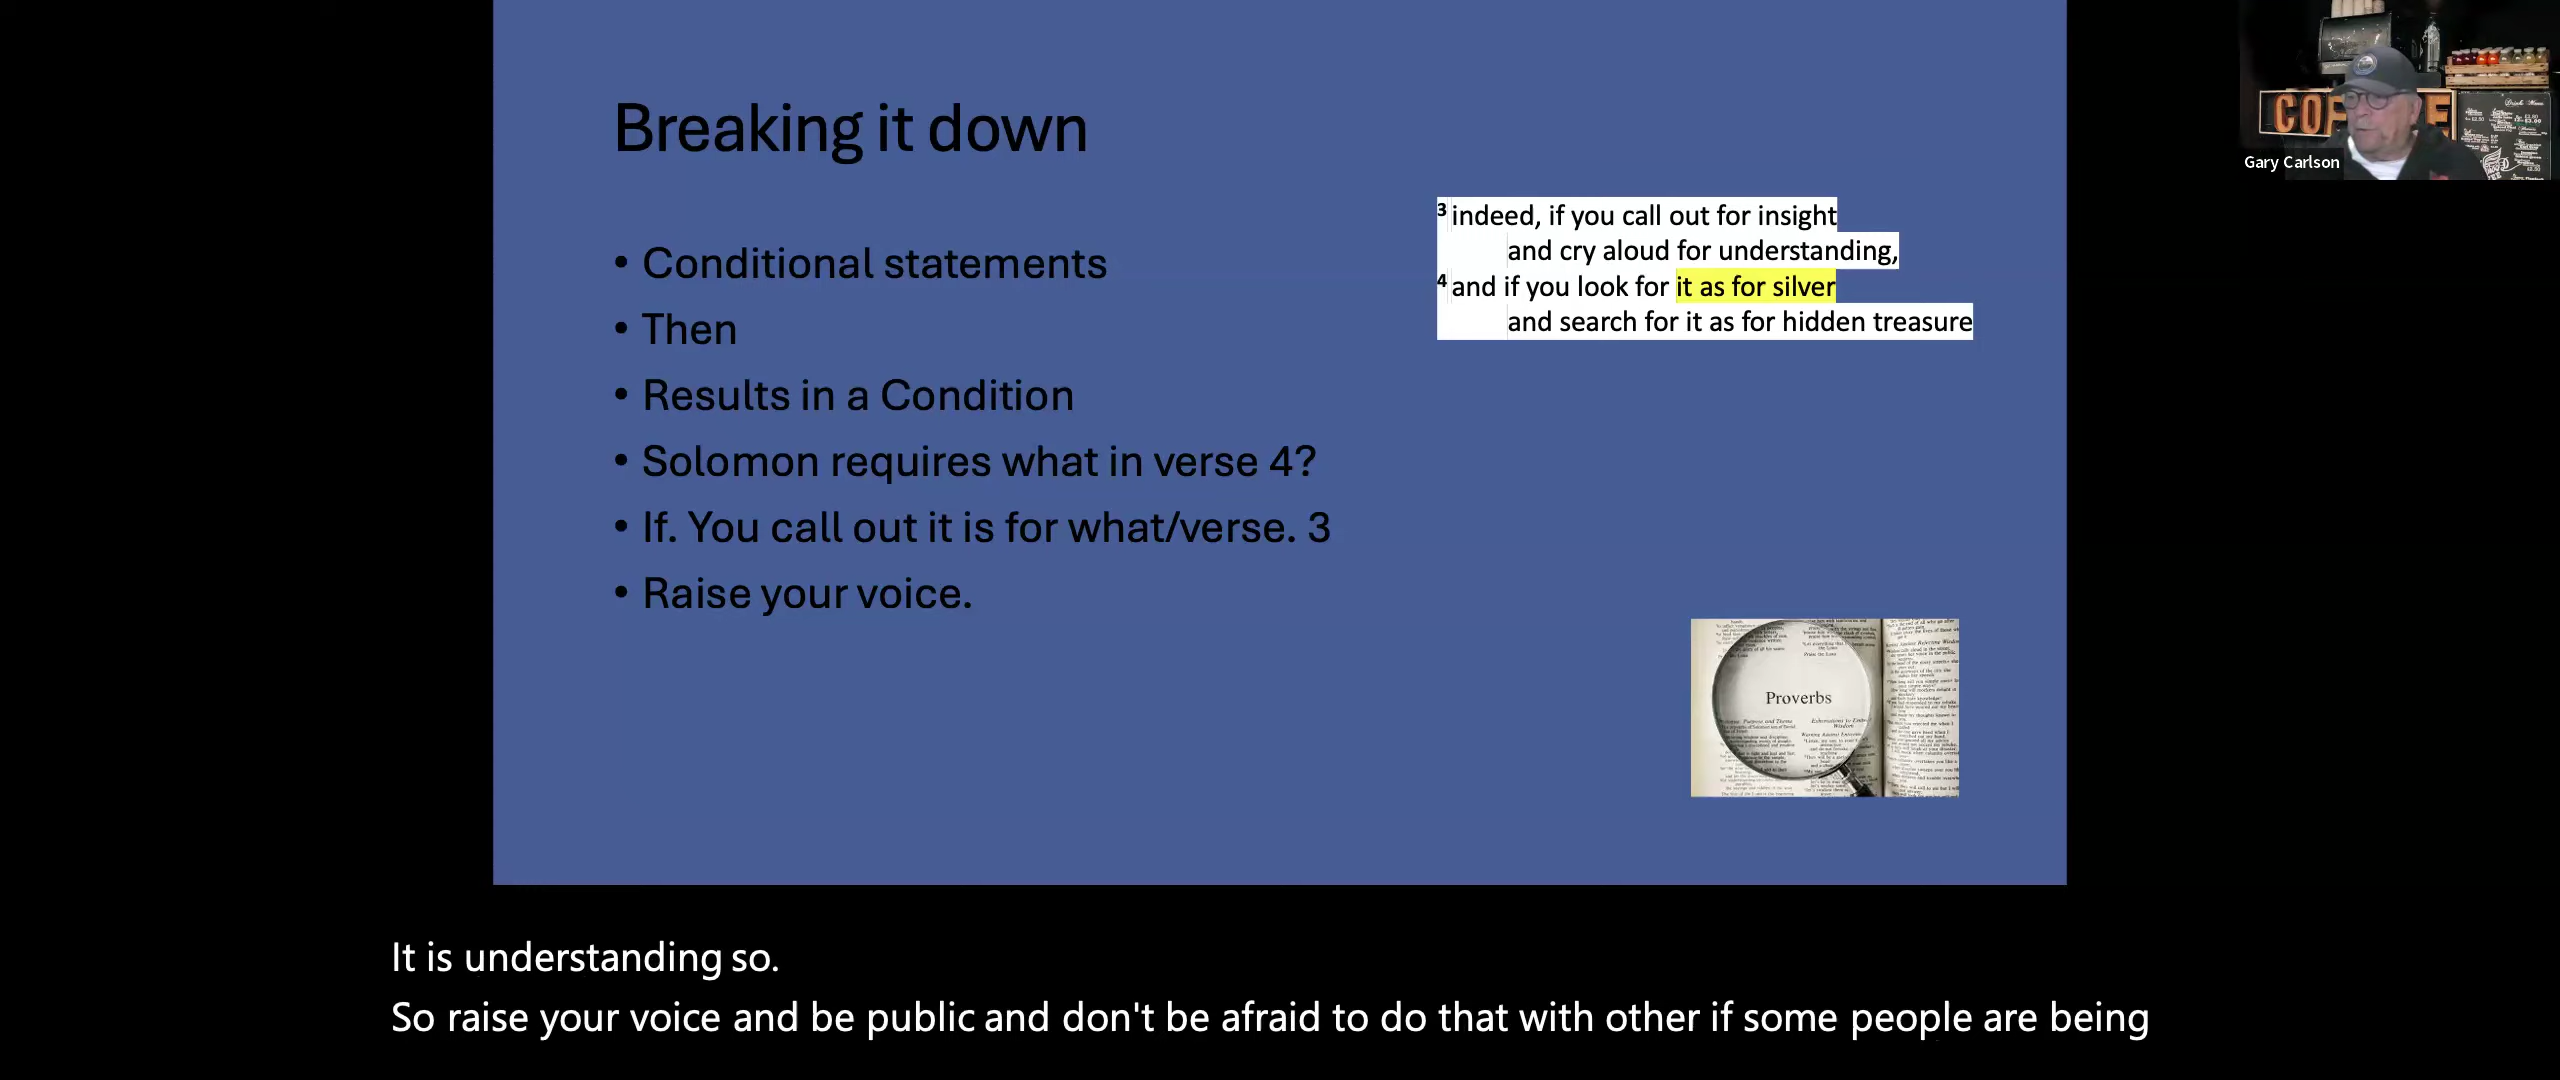 Breaking it down
• Conditional statements
• Then
• Results in a Condition
• Solomon requires what in verse 4?
• If. You call out it is for what/verse. 3
• Raise your voice.
3 indeed, if you call out for insight
and cry aloud for understanding,
4 and if you look for it as for silver
and search for it as for hidden treasure
Proverbs
Gary Carlson
It is understanding so.
So raise your voice and be public and don't be afraid to do that with other if some people are being